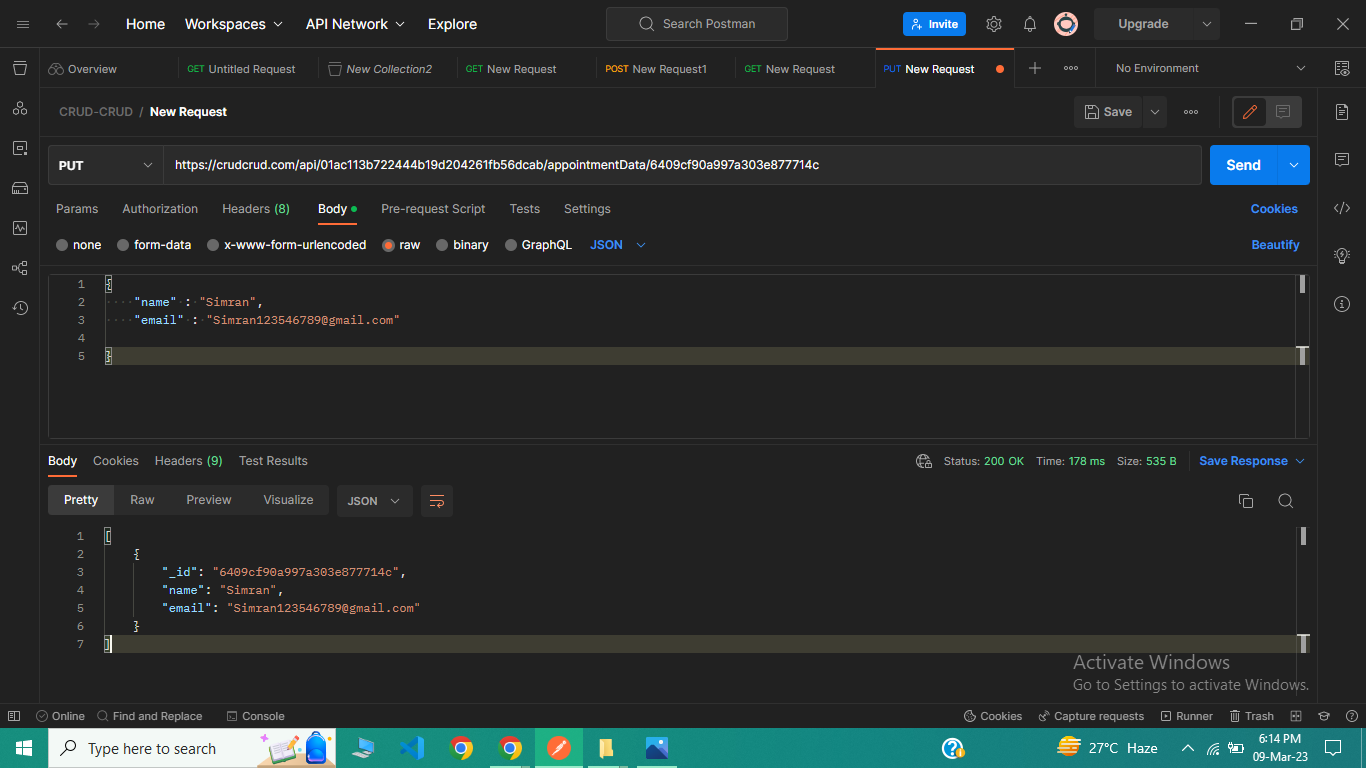 Home Workspaces API Network Explore Search Postman Invite Upgrade
Overview GET Untitled Request New Collection2 GET New Request POST New Request1 GET New Request PUT New Request No Environment
CRUD-CRUD / New Request Save
PUT https://crudcrud.com/api/01ac113b722444b19d204261fb56dcab/appointmentData/6409cf90a997a303e877714c Send
Params Authorization Headers (8) Body Pre-request Script Tests Settings Cookies
none form-data x-www-form-urlencoded raw binary GraphQL JSON Beautify
1 {
2 "name" : "Simran",
3 "email" : "Simran123546789@gmail.com"
4
5 }
Body Cookies Headers (9) Test Results Status: 200 OK Time: 178 ms Size: 535 B Save Response
Pretty Raw Preview Visualize JSON
1 [
2 {
3 "_id": "6409cf90a997a303e877714c",
4 "name": "Simran",
5 "email": "Simran123546789@gmail.com"
6 }
7 ]
Activate Windows
Go to Settings to activate Windows.
Online Find and Replace Console Cookies Capture requests Runner Trash
Type here to search 27°C Haze 6:14 PM
09-Mar-23